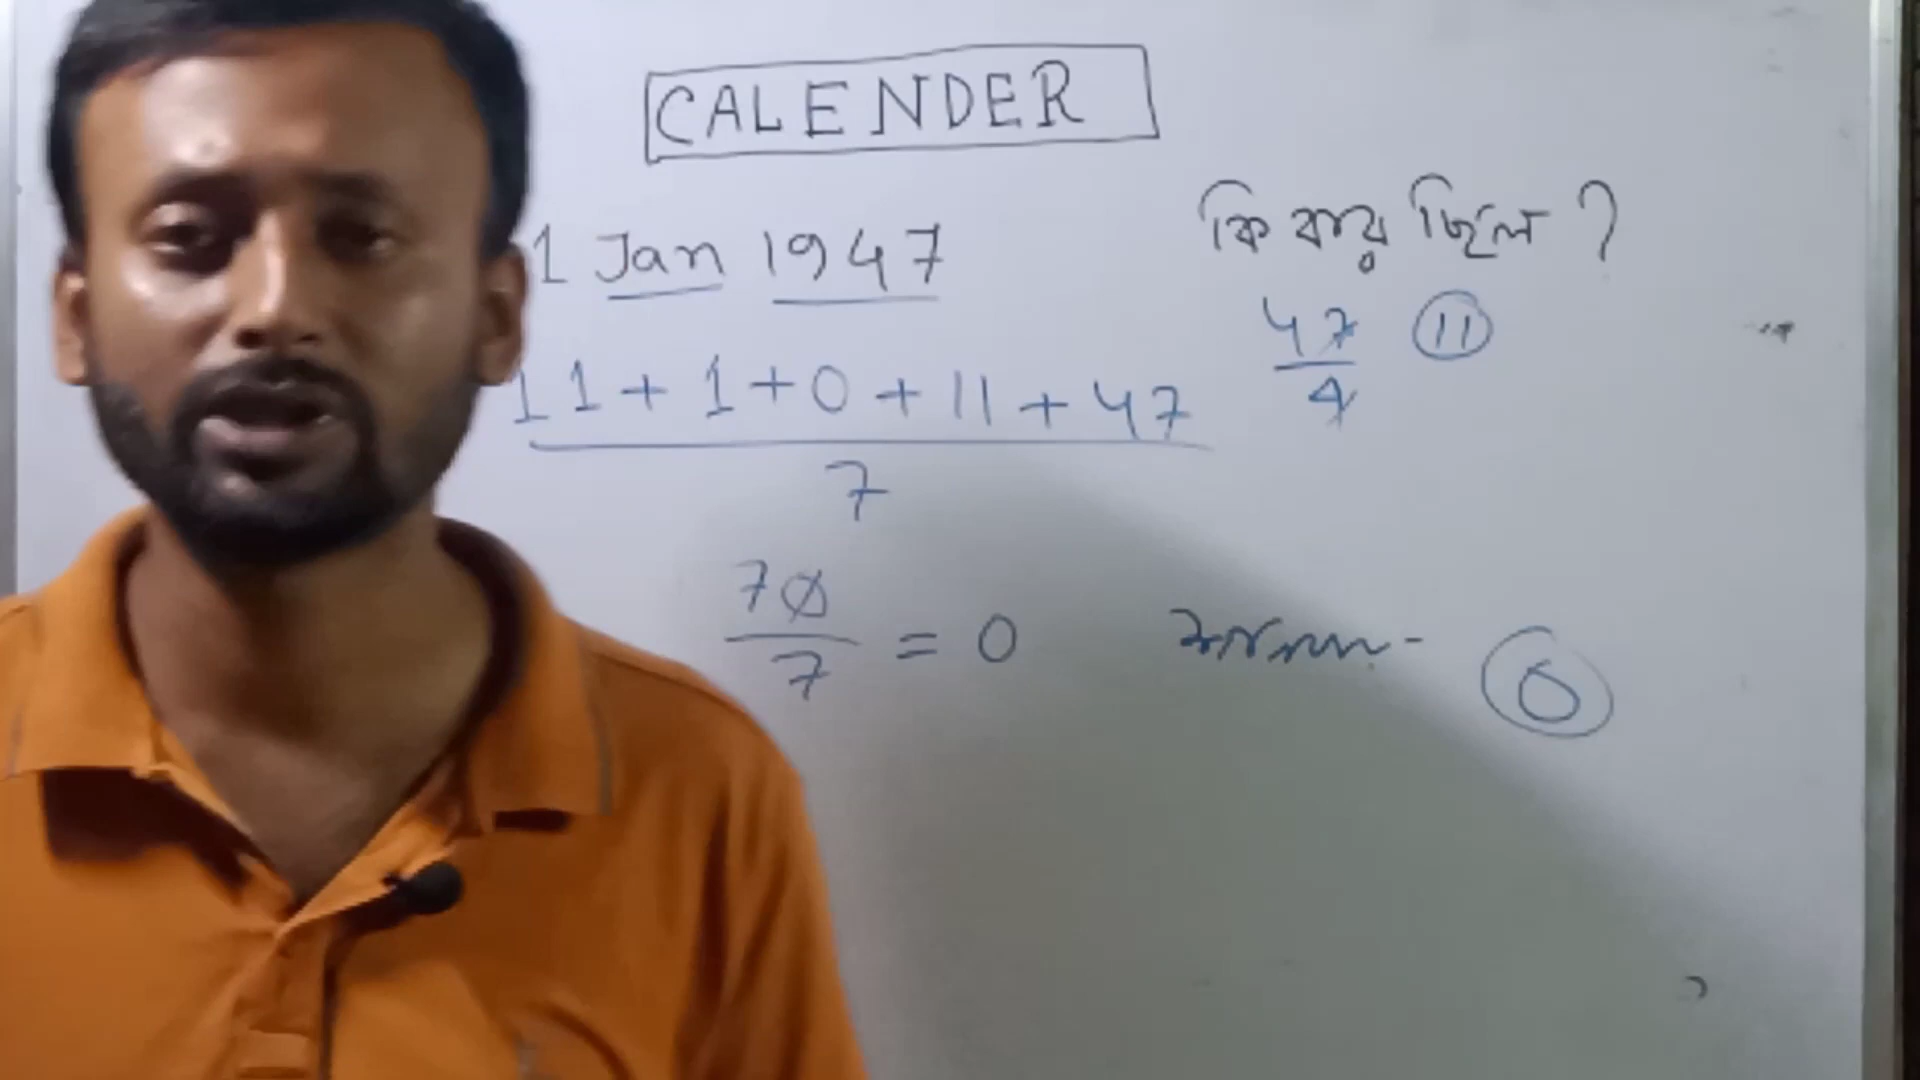 CALENDER
1 Jan 1947 কি বার ছিল ?
47/4 11
11+1+0+11+47
7
70/7 = 0
0